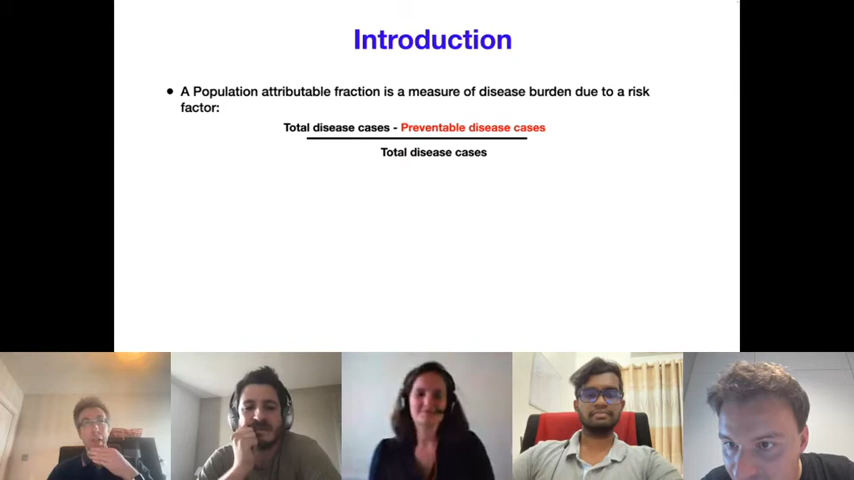 Introduction
• A Population attributable fraction is a measure of disease burden due to a risk
factor:
Total disease cases - Preventable disease cases
Total disease cases